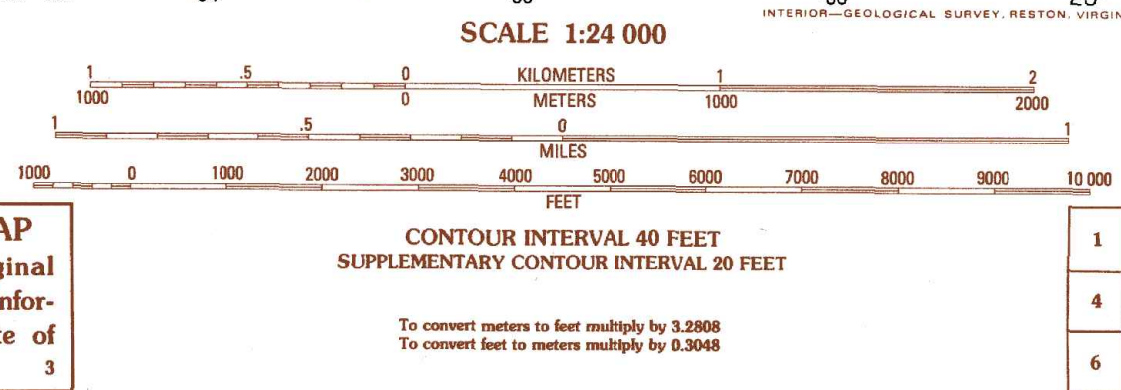 INTERIOR—GEOLOGICAL SURVEY, RESTON, VIRGIN
SCALE 1:24 000
1 .5 0 KILOMETERS 1 2
1000 0 METERS 1000 2000
1 .5 0 1
MILES
1000 0 1000 2000 3000 4000 5000 6000 7000 8000 9000 10 000
FEET
AP
ginal
nfor-
te of
3
CONTOUR INTERVAL 40 FEET
SUPPLEMENTARY CONTOUR INTERVAL 20 FEET
To convert meters to feet multiply by 3.2808
To convert feet to meters multiply by 0.3048
1
4
6